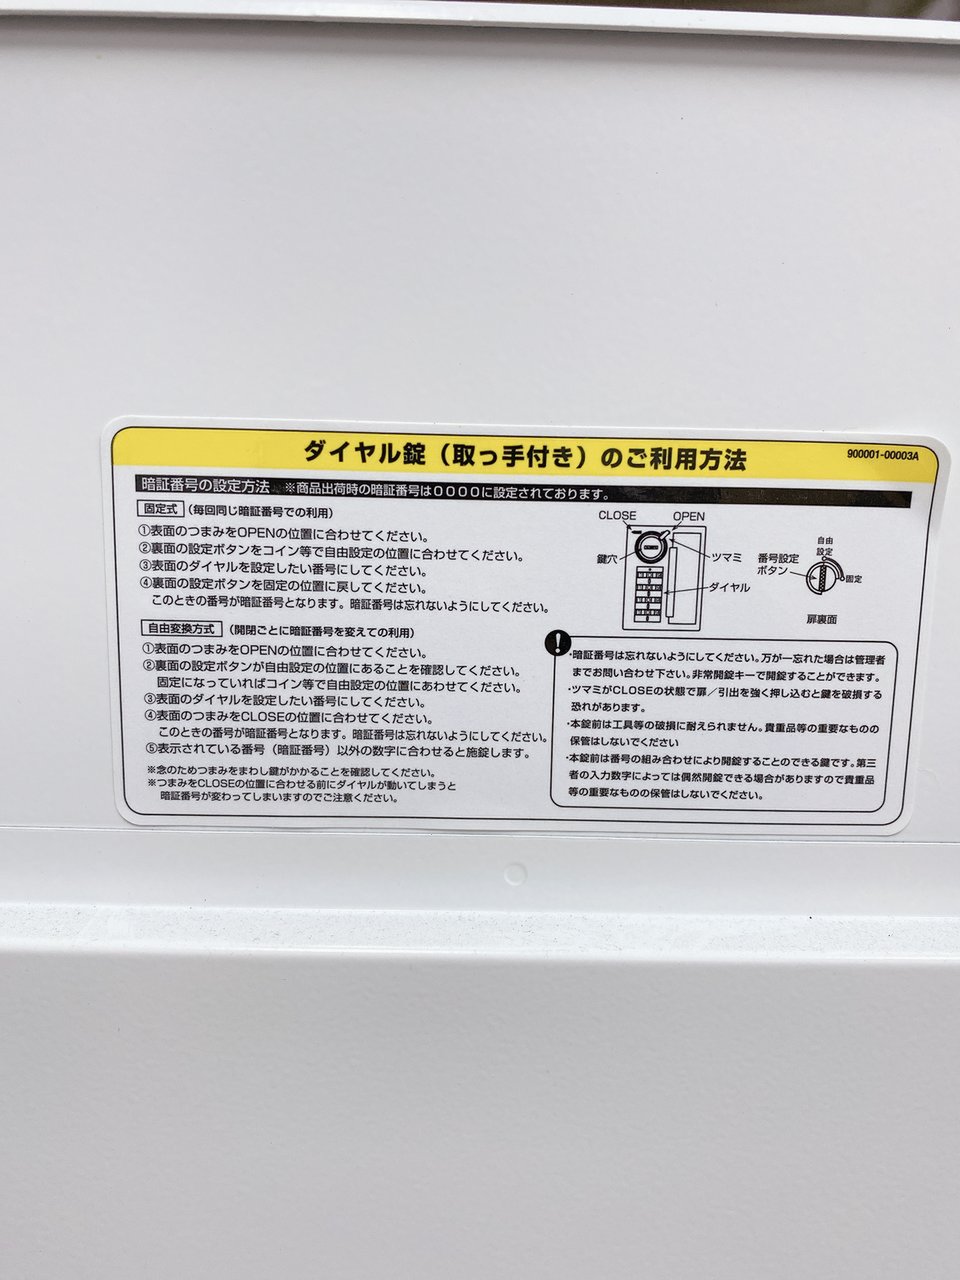 ダイヤル錠（取っ手付き）のご利用方法
900001-00003A
暗証番号の設定方法 ※商品出荷時の暗証番号は0000に設定されております。
固定式（毎回同じ暗証番号での利用）
①表面のつまみをOPENの位置に合わせてください。
②裏面の設定ボタンをコイン等で自由設定の位置に合わせてください。
③表面のダイヤルを設定したい番号にしてください。
④裏面の設定ボタンを固定の位置に戻してください。
このときの番号が暗証番号となります。暗証番号は忘れないようにしてください。
自由変換方式（開閉ごとに暗証番号を変えての利用）
①表面のつまみをOPENの位置に合わせてください。
②裏面の設定ボタンが自由設定の位置にあることを確認してください。
固定になっていればコイン等で自由設定の位置にあわせてください。
③表面のダイヤルを設定したい番号にしてください。
④表面のつまみをCLOSEの位置に合わせてください。
このときの番号が暗証番号となります。暗証番号は忘れないようにしてください。
⑤表示されている番号（暗証番号）以外の数字に合わせると施錠します。
※念のためつまみをまわし鍵がかかることを確認してください。
※つまみをCLOSEの位置に合わせる前にダイヤルが動いてしまうと
暗証番号が変わってしまいますのでご注意ください。
CLOSE
OPEN
鍵穴
ツマミ
ダイヤル
番号設定
ボタン
自由
設定
固定
扉裏面
!
・暗証番号は忘れないようにしてください。万が一忘れた場合は管理者
までお問い合わせ下さい。非常開錠キーで開錠することができます。
・ツマミがCLOSEの状態で扉／引出を強く押し込むと鍵を破損する
恐れがあります。
・本錠前は工具等の破損に耐えられません。貴重品等の重要なものの
保管はしないでください
・本錠前は番号の組み合わせにより開錠することのできる鍵です。第三
者の入力数字によっては偶然開錠できる場合がありますので貴重品
等の重要なものの保管はしないでください。